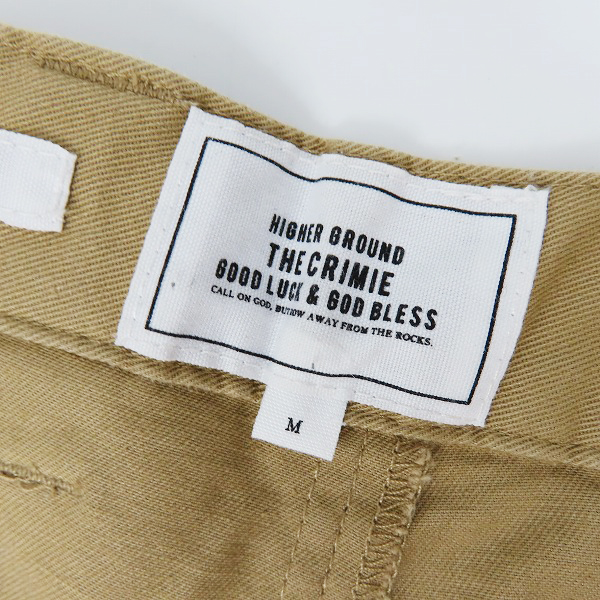 HIGHER GROUND
THECRIMIE
GOOD LUCK & GOD BLESS
CALL ON GOD, BUT ROW AWAY FROM THE ROCKS.
M